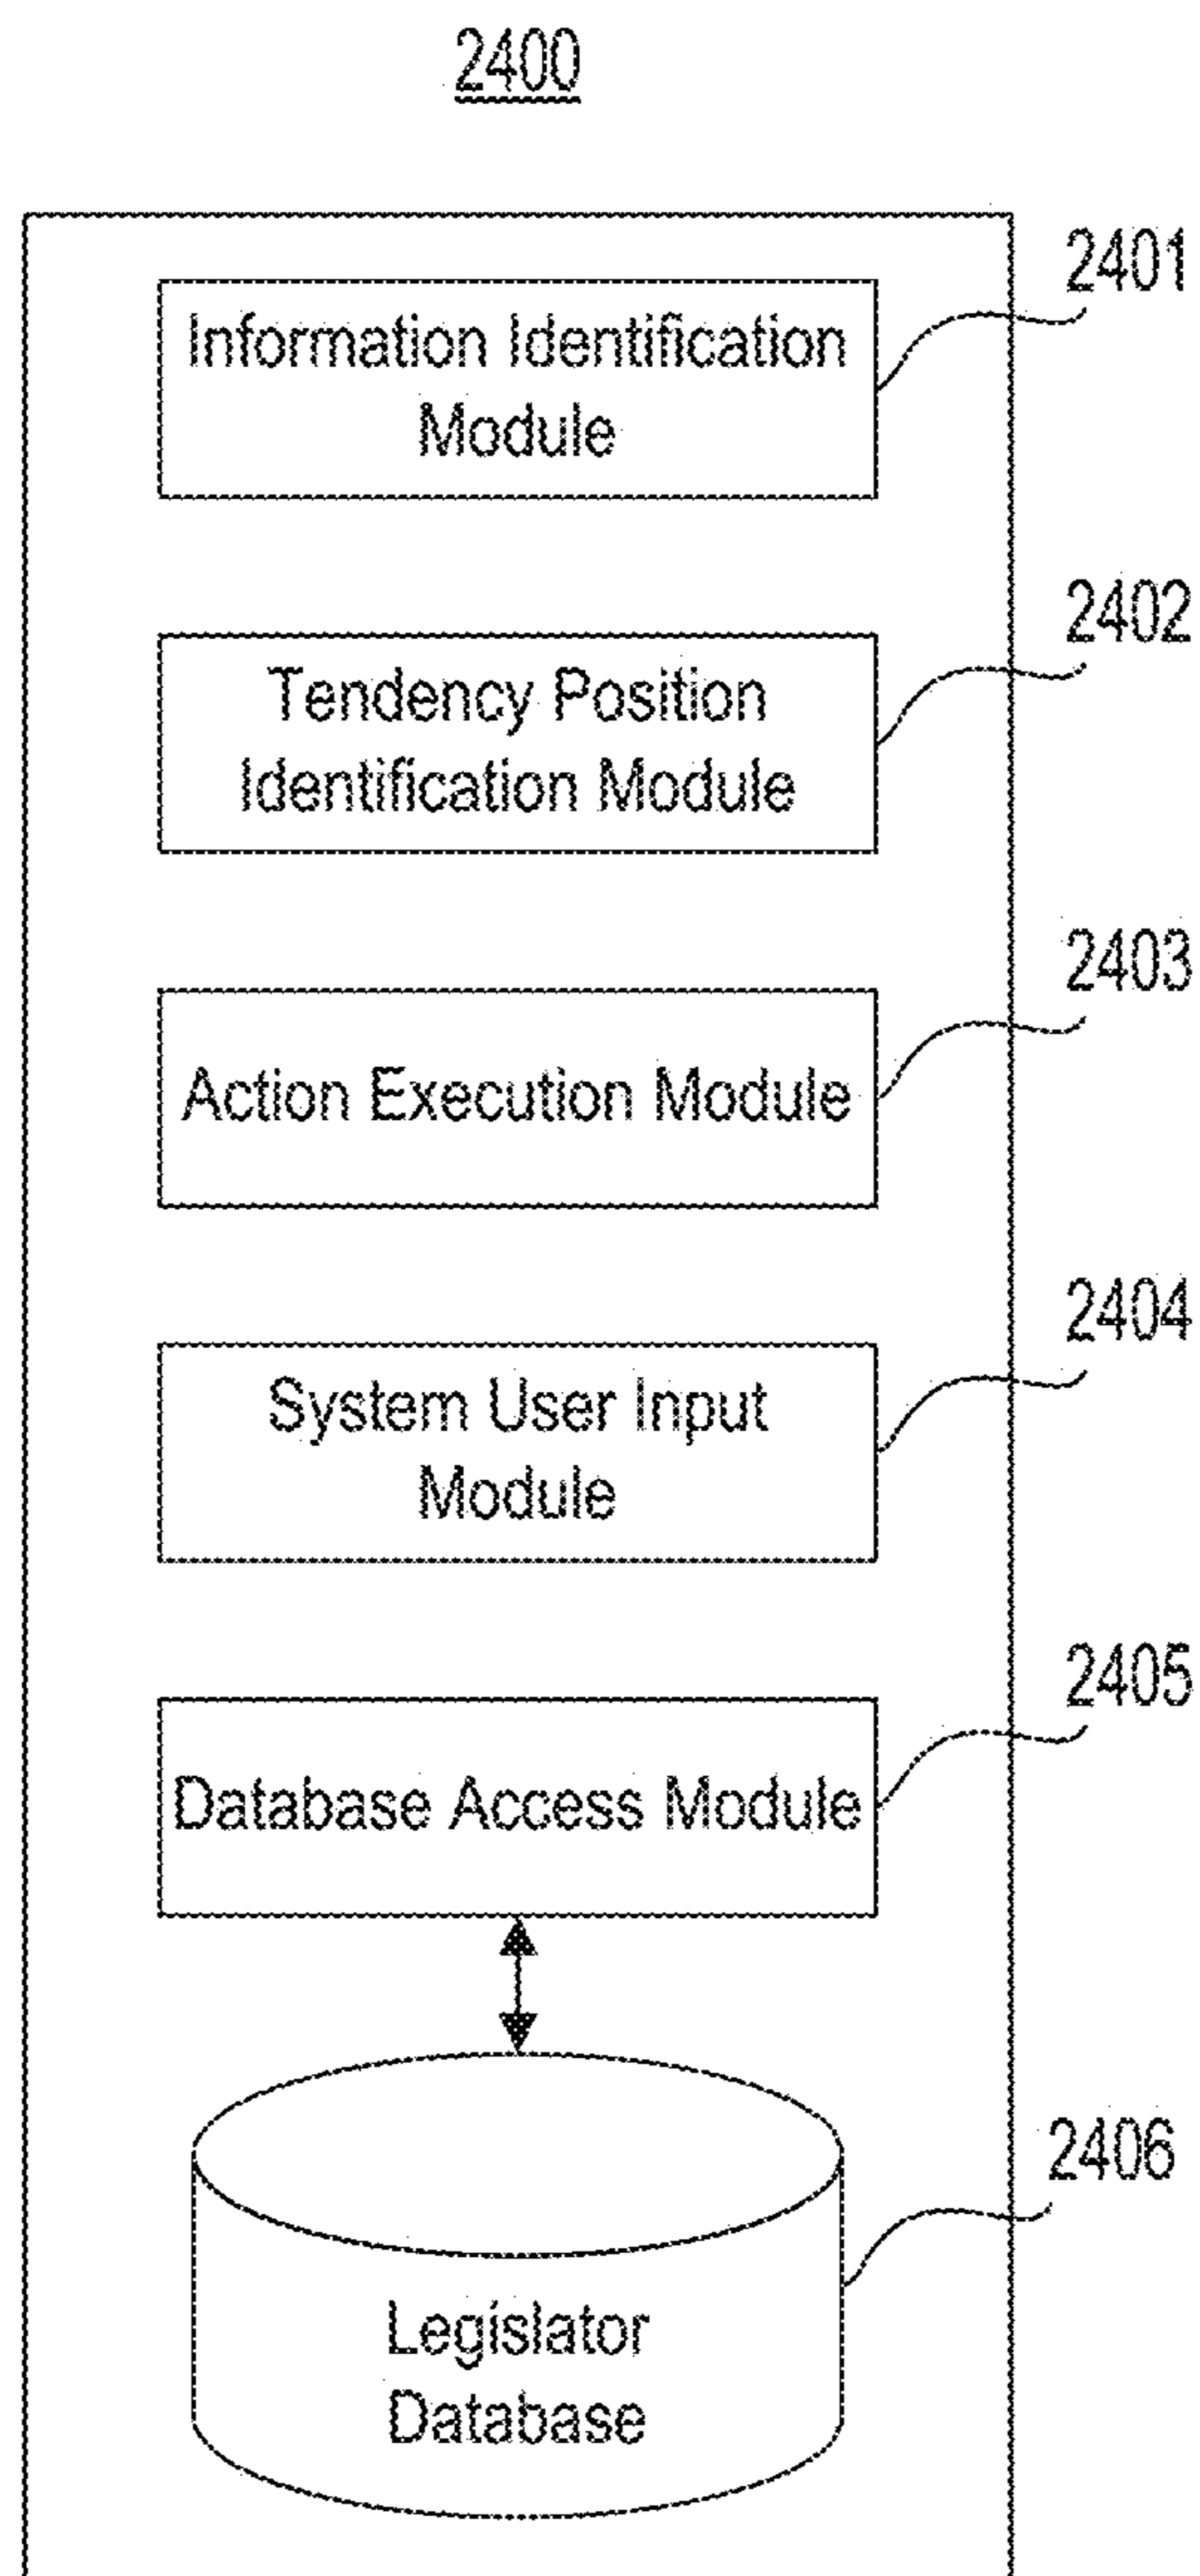 2400
2401
Information Identification
Module
2402
Tendency Position
Identification Module
2403
Action Execution Module
2404
System User Input
Module
2405
Database Access Module
2406
Legislator
Database